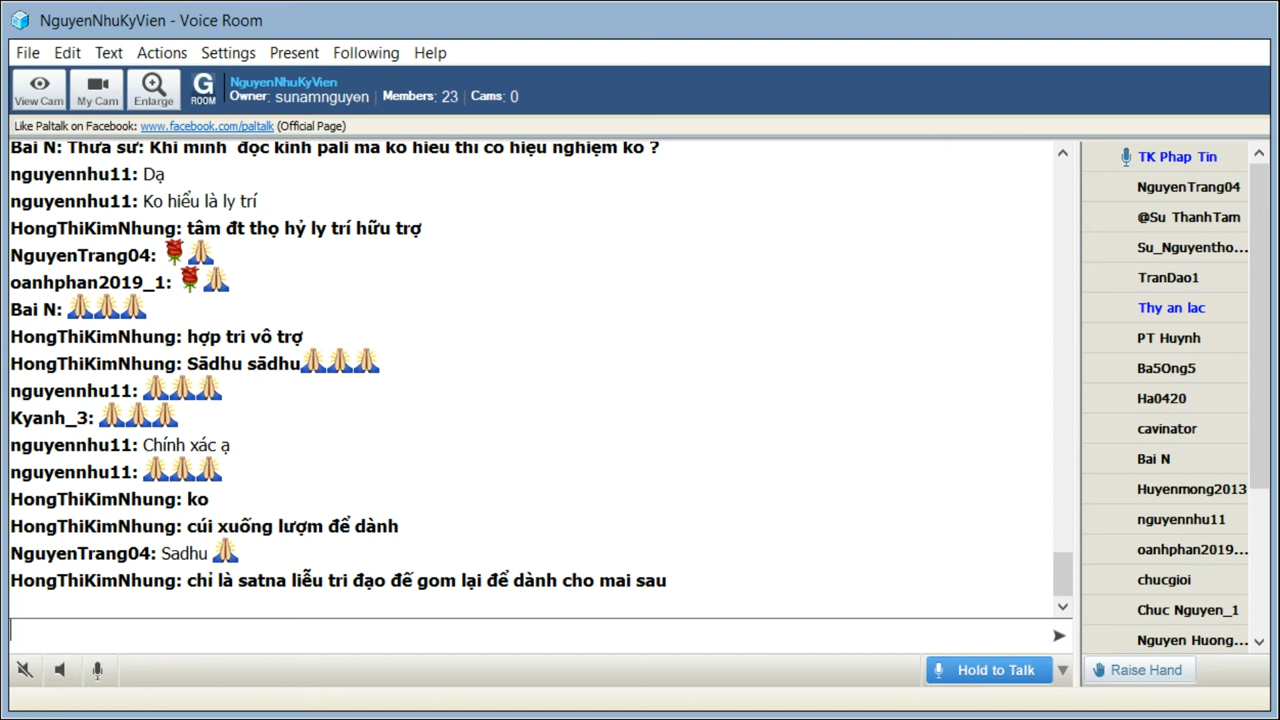 NguyenNhuKyVien - Voice Room
File Edit Text Actions Settings Present Following Help
View Cam
My Cam
Enlarge
G ROOM
NguyenNhuKyVien
Owner: sunamnguyen | Members: 23 | Cams: 0
Like Paltalk on Facebook: www.facebook.com/paltalk (Official Page)
Bai N: Thưa sư: Khi mình đọc kinh pali mà ko hiểu thì có hiệu nghiệm ko ?
nguyennhu11: Dạ
nguyennhu11: Ko hiểu là ly trí
HongThiKimNhung: tâm đt thọ hỷ ly trí hữu trợ
NguyenTrang04: 🌹🙏
oanhphan2019_1: 🌹🙏
Bai N: 🙏🙏🙏
HongThiKimNhung: hợp tri vô trợ
HongThiKimNhung: Sādhu sādhu🙏🙏🙏
nguyennhu11: 🙏🙏🙏
Kyanh_3: 🙏🙏🙏
nguyennhu11: Chính xác ạ
nguyennhu11: 🙏🙏🙏
HongThiKimNhung: ko
HongThiKimNhung: cúi xuống lượm để dành
NguyenTrang04: Sadhu 🙏
HongThiKimNhung: chỉ là satna liễu tri đạo đế gom lại để dành cho mai sau
Hold to Talk
TK Phap Tin
NguyenTrang04
@Su ThanhTam
Su_Nguyentho...
TranDao1
Thy an lac
PT Huynh
Ba5Ong5
Ha0420
cavinator
Bai N
Huyenmong2013
nguyennhu11
oanhphan2019...
chucgioi
Chuc Nguyen_1
Nguyen Huong...
Raise Hand